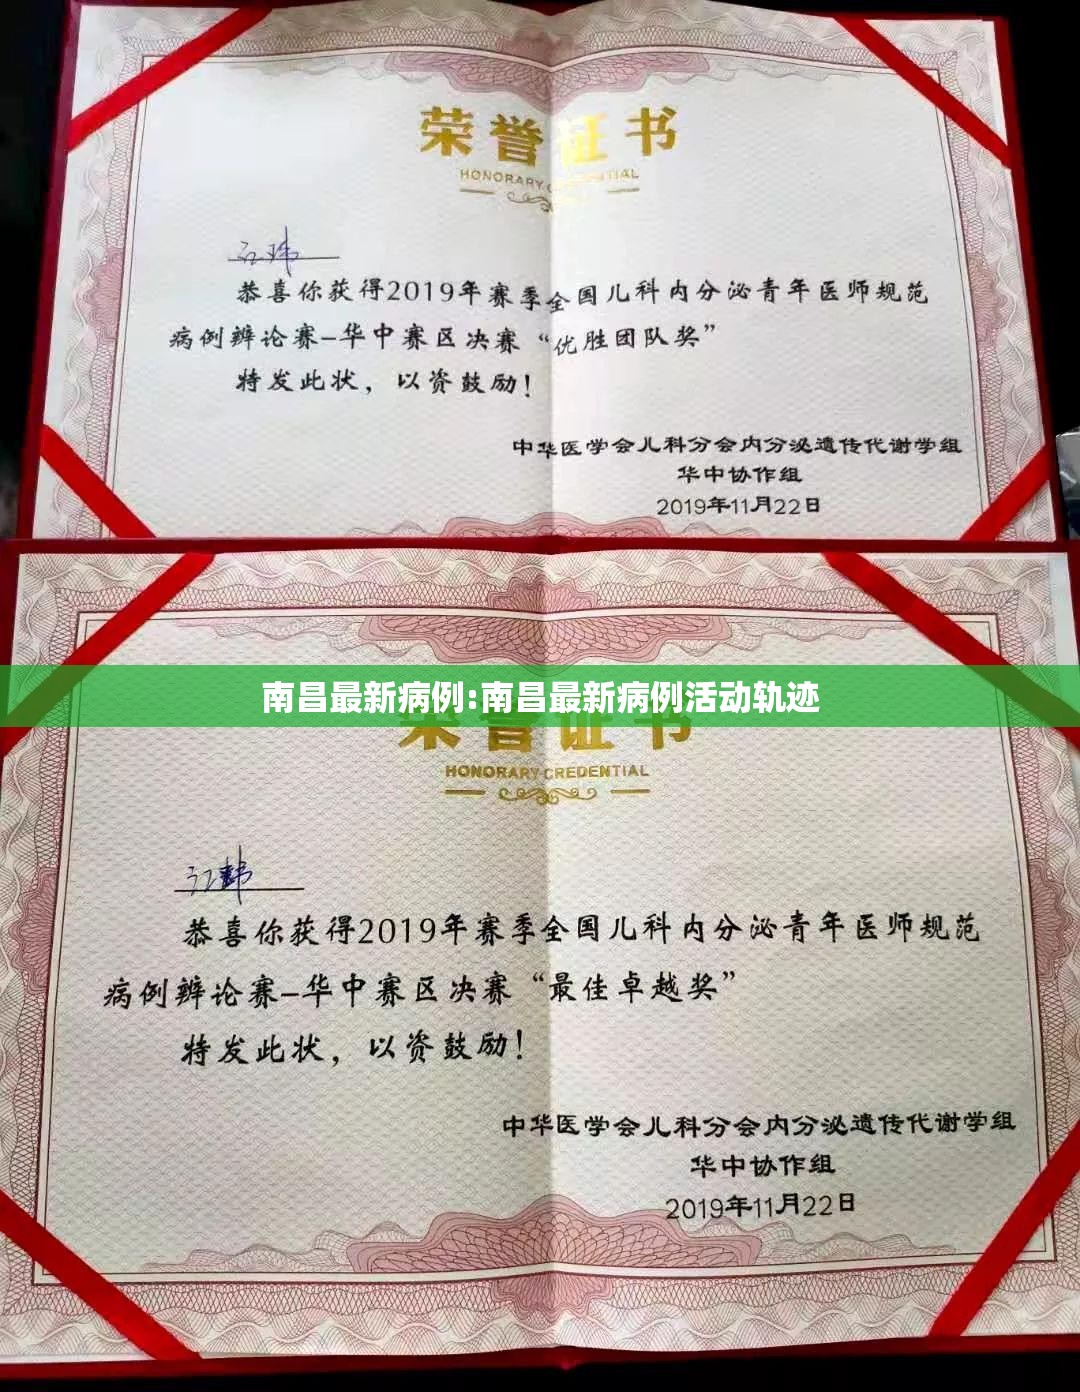 荣誉证书
HONORARY CREDENTIAL
江玮
恭喜你获得2019年赛季全国儿科内分泌青年医师规范
病例辨论赛-华中赛区决赛“优胜团队奖”
特发此状，以资鼓励！
中华医学会儿科分会内分泌遗传代谢学组
华中协作组
2019年11月22日
南昌最新病例:南昌最新病例活动轨迹
荣誉证书
HONORARY CREDENTIAL
恭喜你获得2019年赛季全国儿科内分泌青年医师规范
病例辨论赛-华中赛区决赛“最佳卓越奖”
特发此状，以资鼓励！
中华医学会儿科分会内分泌遗传代谢学组
华中协作组
2019年11月22日